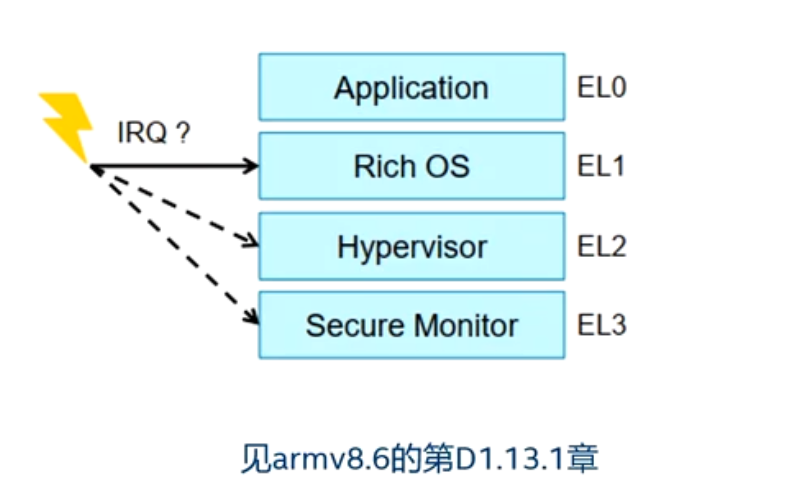 Application EL0
IRQ ?
Rich OS EL1
Hypervisor EL2
Secure Monitor EL3
见armv8.6的第D1.13.1章